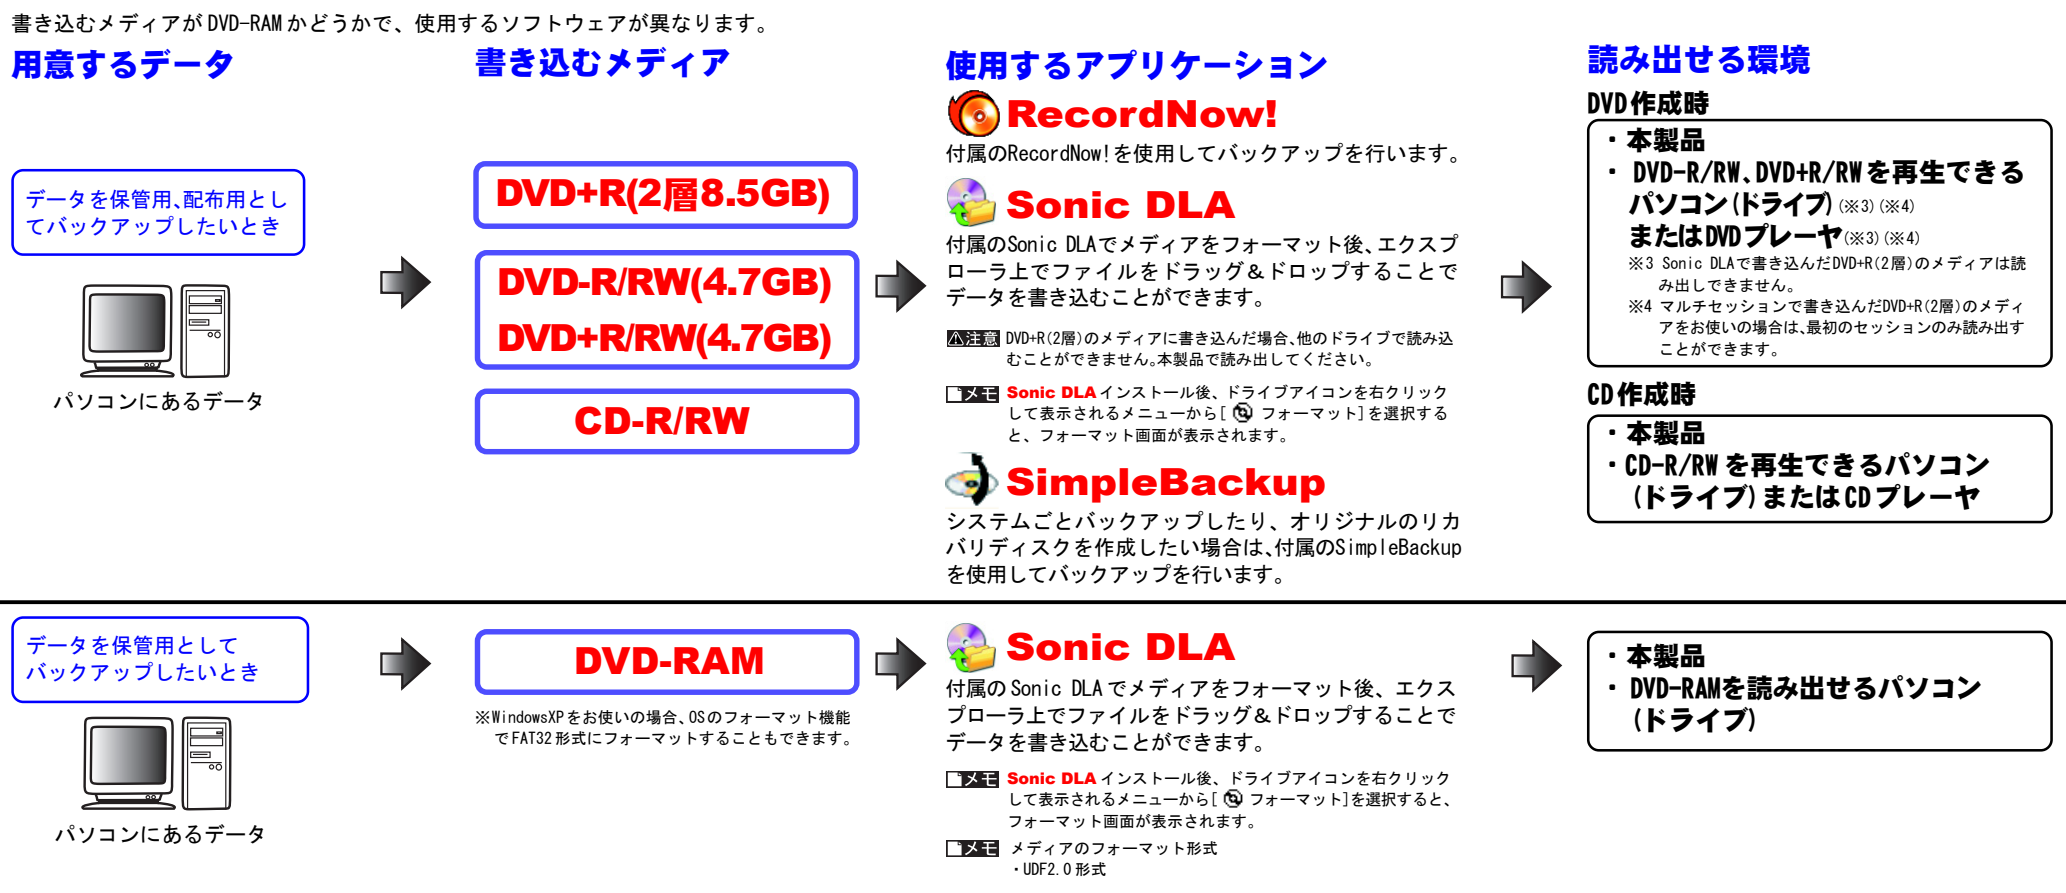 書き込むメディアがDVD-RAMかどうかで、使用するソフトウェアが異なります。
用意するデータ
書き込むメディア
使用するアプリケーション
読み出せる環境
データを保管用、配布用とし
てバックアップしたいとき
パソコンにあるデータ
DVD+R(2層8.5GB)
DVD-R/RW(4.7GB)
DVD+R/RW(4.7GB)
CD-R/RW
RecordNow!
付属のRecordNow!を使用してバックアップを行います。
Sonic DLA
付属のSonic DLAでメディアをフォーマット後、エクスプ
ローラ上でファイルをドラッグ&ドロップすることで
データを書き込むことができます。
注意 DVD+R(2層)のメディアに書き込んだ場合、他のドライブで読み込
むことができません。本製品で読み出してください。
メモ Sonic DLA インストール後、ドライブアイコンを右クリック
して表示されるメニューから[ フォーマット]を選択する
と、フォーマット画面が表示されます。
SimpleBackup
システムごとバックアップしたり、オリジナルのリカ
バリディスクを作成したい場合は、付属のSimpleBackup
を使用してバックアップを行います。
DVD作成時
・本製品
・DVD-R/RW、DVD+R/RWを再生できる
パソコン(ドライブ)(※3)(※4)
またはDVDプレーヤ(※3)(※4)
※3 Sonic DLAで書き込んだDVD+R(2層)のメディアは読
み出しできません。
※4 マルチセッションで書き込んだDVD+R(2層)のメディ
アをお使いの場合は、最初のセッションのみ読み出す
ことができます。
CD作成時
・本製品
・CD-R/RWを再生できるパソコン
(ドライブ)またはCDプレーヤ
データを保管用として
バックアップしたいとき
パソコンにあるデータ
DVD-RAM
※WindowsXPをお使いの場合、OSのフォーマット機能
でFAT32形式にフォーマットすることもできます。
Sonic DLA
付属のSonic DLAでメディアをフォーマット後、エクス
プローラ上でファイルをドラッグ&ドロップすることで
データを書き込むことができます。
メモ Sonic DLA インストール後、ドライブアイコンを右クリック
して表示されるメニューから[ フォーマット]を選択すると、
フォーマット画面が表示されます。
メモ メディアのフォーマット形式
・UDF2.0形式
・本製品
・DVD-RAMを読み出せるパソコン
(ドライブ)